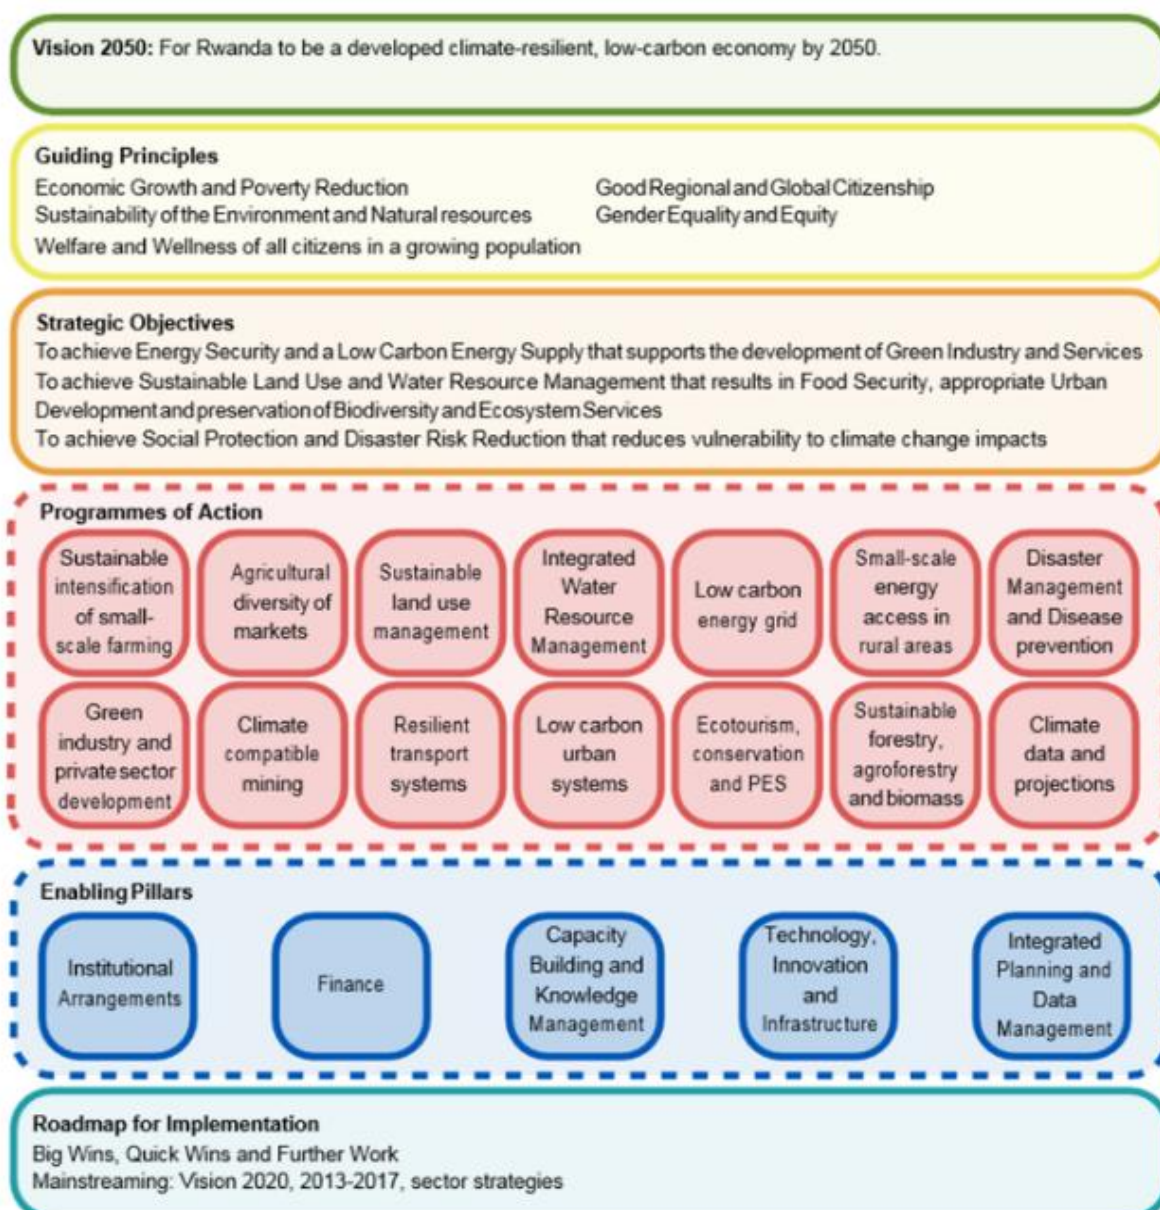 Vision 2050: For Rwanda to be a developed climate-resilient, low-carbon economy by 2050.
Guiding Principles
Economic Growth and Poverty Reduction
Good Regional and Global Citizenship
Sustainability of the Environment and Natural resources
Gender Equality and Equity
Welfare and Wellness of all citizens in a growing population
Strategic Objectives
To achieve Energy Security and a Low Carbon Energy Supply that supports the development of Green Industry and Services
To achieve Sustainable Land Use and Water Resource Management that results in Food Security, appropriate Urban
Development and preservation of Biodiversity and Ecosystem Services
To achieve Social Protection and Disaster Risk Reduction that reduces vulnerability to climate change impacts
Programmes of Action
Sustainable
intensification
of small-
scale farming
Agricultural
diversity of
markets
Sustainable
land use
management
Integrated
Water
Resource
Management
Low carbon
energy grid
Small-scale
energy
access in
rural areas
Disaster
Management
and Disease
prevention
Green
industry and
private sector
development
Climate
compatible
mining
Resilient
transport
systems
Low carbon
urban
systems
Ecotourism,
conservation
and PES
Sustainable
forestry,
agroforestry
and biomass
Climate
data and
projections
Enabling Pillars
Institutional
Arrangements
Finance
Capacity
Building and
Knowledge
Management
Technology,
Innovation
and
Infrastructure
Integrated
Planning and
Data
Management
Roadmap for Implementation
Big Wins, Quick Wins and Further Work
Mainstreaming: Vision 2020, 2013-2017, sector strategies